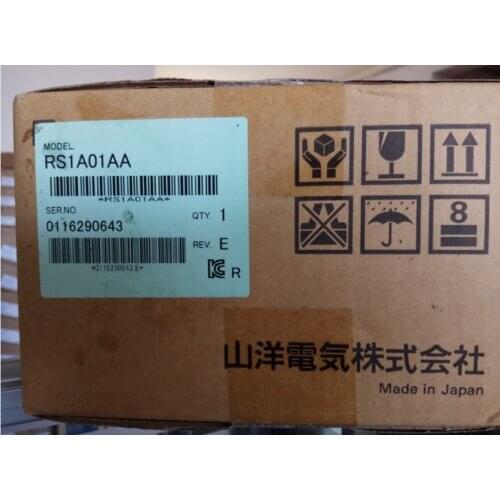 MODEL
RS1A01AA
*RS1A01AA*
SER.NO.
QTY. 1
0116290643
REV. E
*0116290643E*
R
8
山洋電気株式会社
Made in Japan